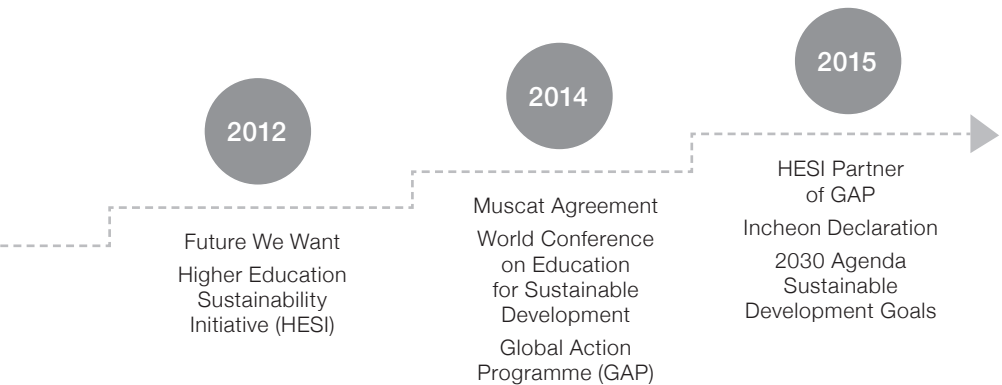 2012
Future We Want
Higher Education
Sustainability
Initiative (HESI)
2014
Muscat Agreement
World Conference
on Education
for Sustainable
Development
Global Action
Programme (GAP)
2015
HESI Partner
of GAP
Incheon Declaration
2030 Agenda
Sustainable
Development Goals